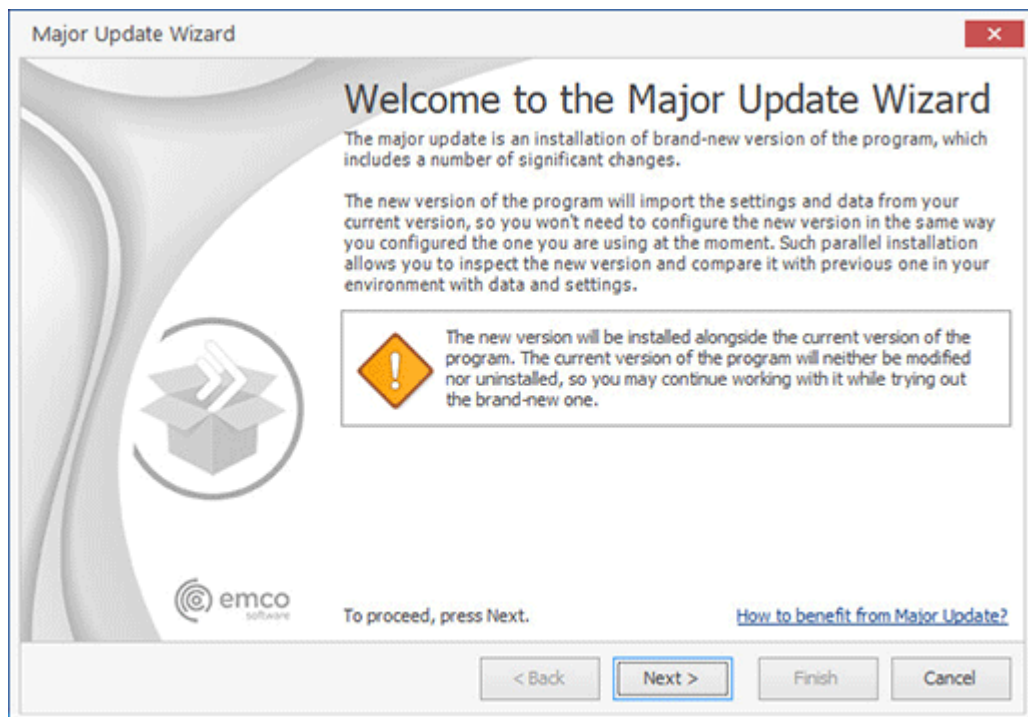 Major Update Wizard
Welcome to the Major Update Wizard
The major update is an installation of brand-new version of the program, which
includes a number of significant changes.
The new version of the program will import the settings and data from your
current version, so you won't need to configure the new version in the same way
you configured the one you are using at the moment. Such parallel installation
allows you to inspect the new version and compare it with previous one in your
environment with data and settings.
The new version will be installed alongside the current version of the
program. The current version of the program will neither be modified
nor uninstalled, so you may continue working with it while trying out
the brand-new one.
emco
software
To proceed, press Next.
How to benefit from Major Update?
< Back
Next >
Finish
Cancel